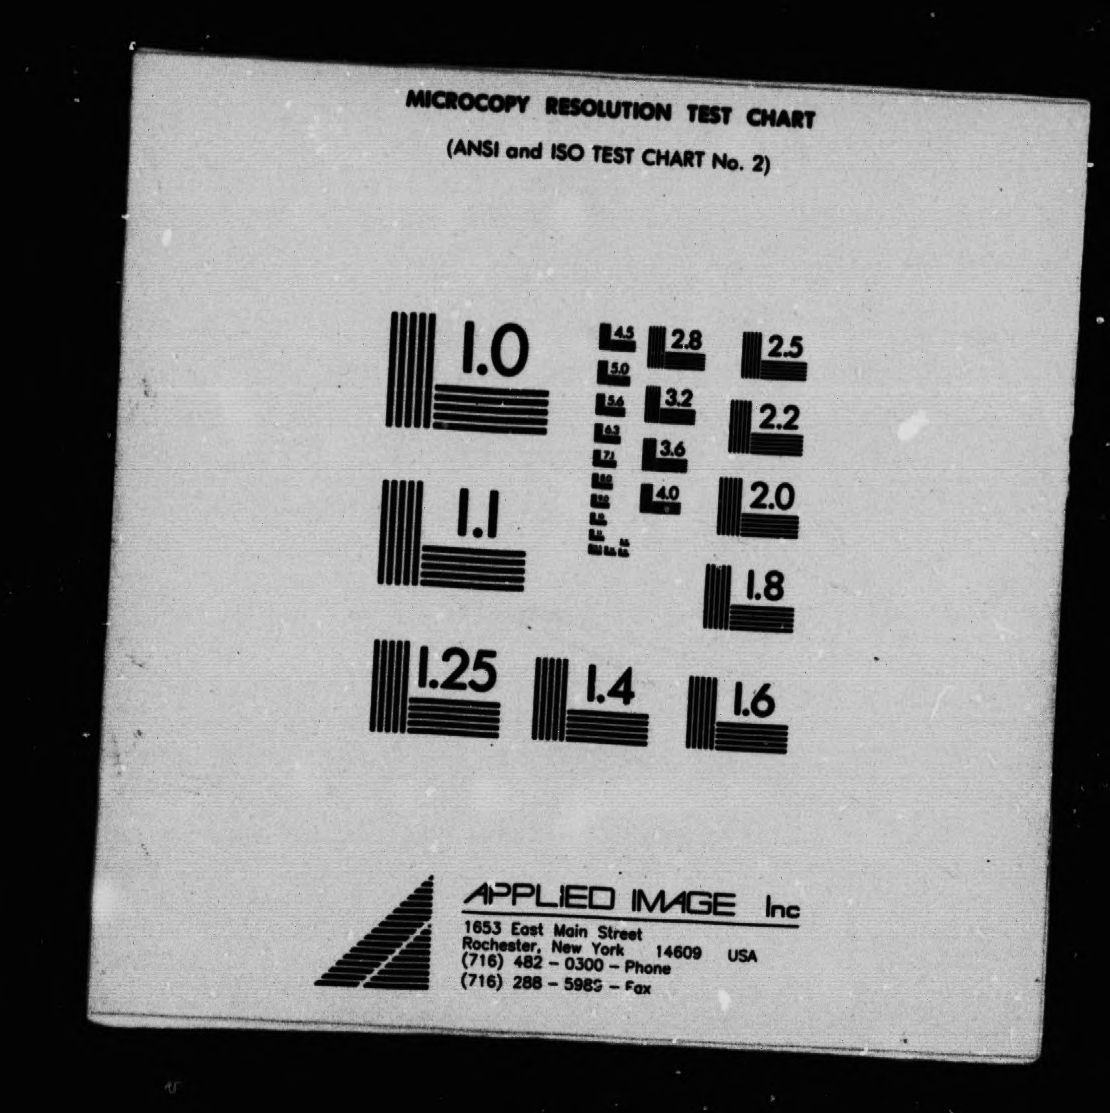 MICROCOPY RESOLUTION TEST CHART
(ANSI and ISO TEST CHART No. 2)
1.0
1.1
1.25
1.4
1.6
1.8
2.0
2.2
2.5
2.8
3.2
3.6
4.0
4.5
5.0
5.6
6.3
7.1
APPLIED IMAGE Inc
1653 East Main Street
Rochester, New York 14609 USA
(716) 482 - 0300 - Phone
(716) 288 - 5989 - Fax